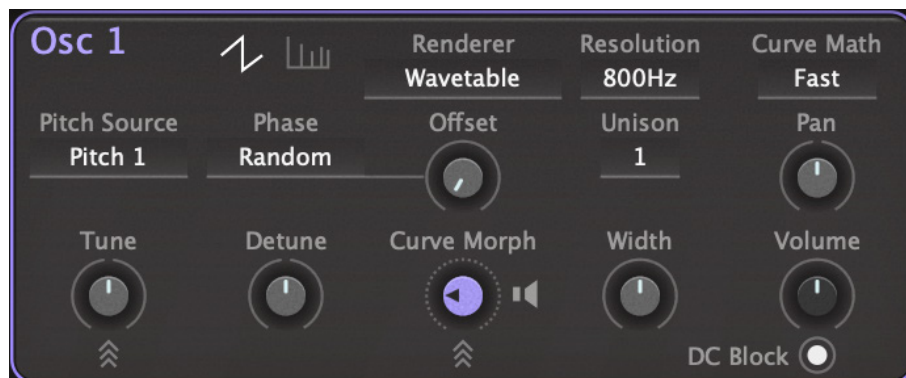 Osc 1
Renderer Resolution Curve Math
Wavetable 800Hz Fast
Pitch Source Phase Offset Unison Pan
Pitch 1 Random 1
Tune Detune Curve Morph Width Volume
DC Block